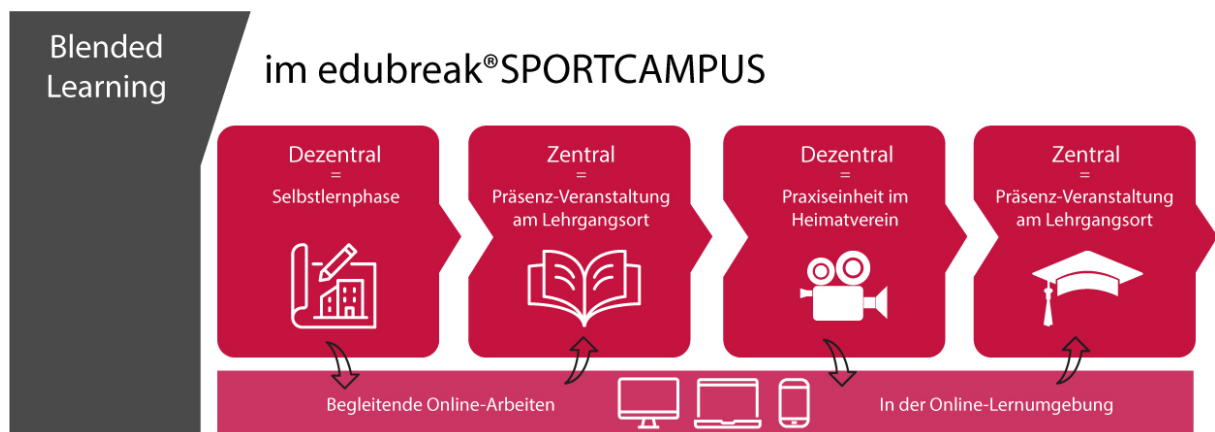 Blended
Learning
im edubreak®SPORTCAMPUS
Dezentral
=
Selbstlernphase
Zentral
=
Präsenz-Veranstaltung
am Lehrgangsort
Dezentral
=
Praxiseinheit im
Heimatverein
Zentral
=
Präsenz-Veranstaltung
am Lehrgangsort
Begleitende Online-Arbeiten
In der Online-Lernumgebung